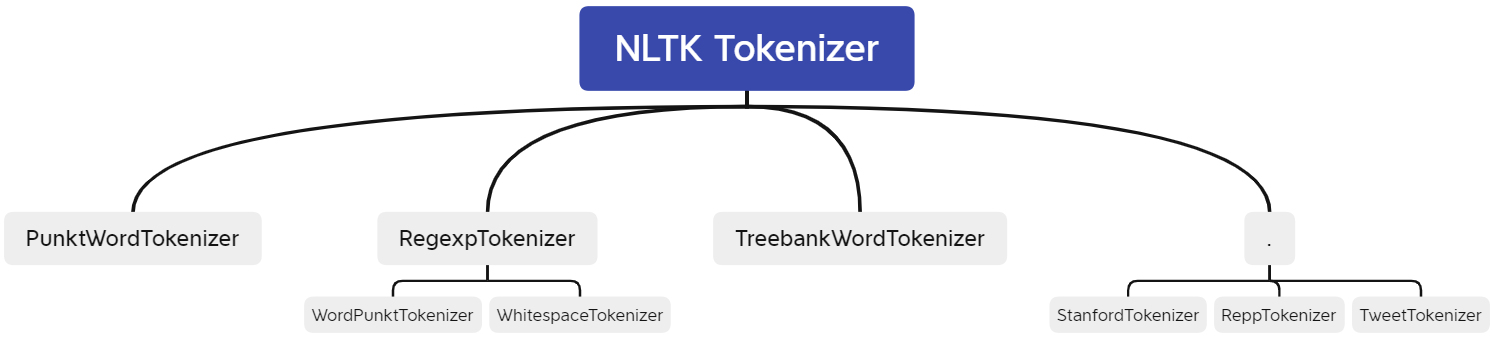 NLTK Tokenizer
PunktWordTokenizer
RegexpTokenizer
TreebankWordTokenizer
.
WordPunktTokenizer
WhitespaceTokenizer
StanfordTokenizer
ReppTokenizer
TweetTokenizer